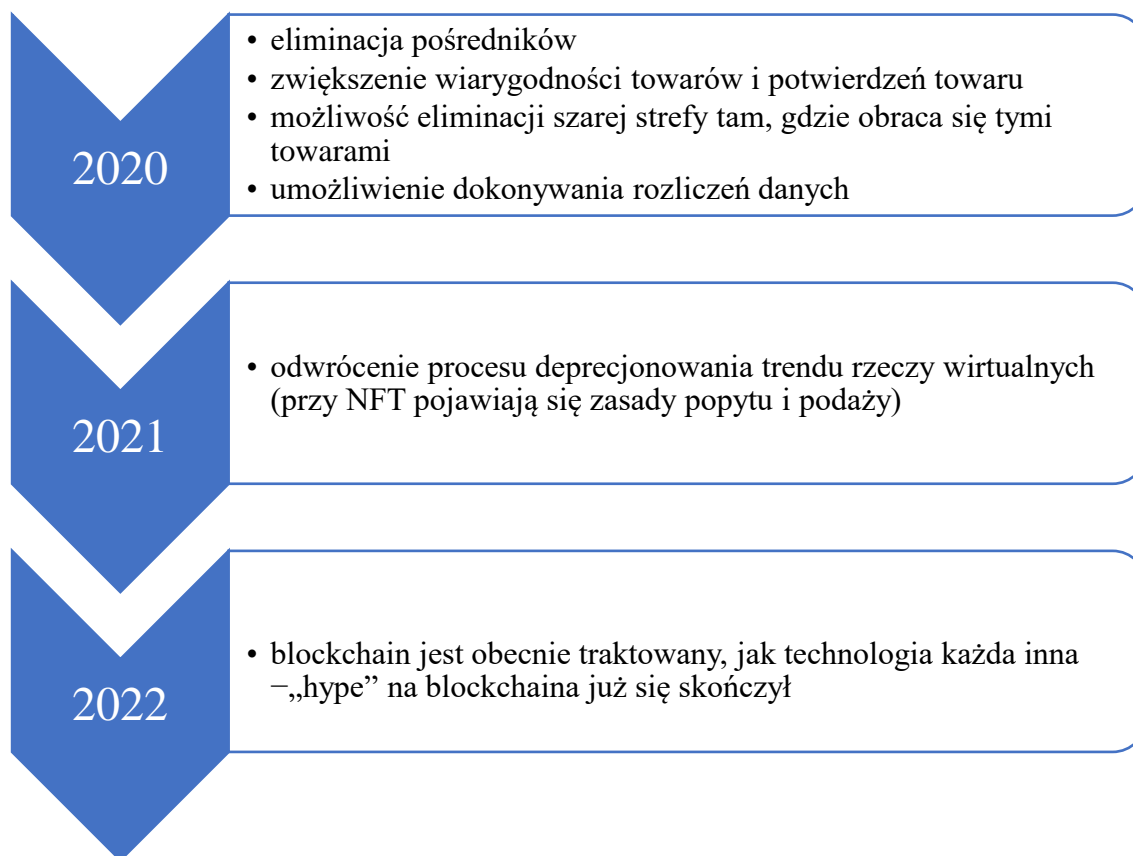 2020
• eliminacja pośredników
• zwiększenie wiarygodności towarów i potwierdzeń towaru
• możliwość eliminacji szarej strefy tam, gdzie obraca się tymi
towarami
• umożliwienie dokonywania rozliczeń danych
2021
• odwrócenie procesu deprecjonowania trendu rzeczy wirtualnych
(przy NFT pojawiają się zasady popytu i podaży)
2022
• blockchain jest obecnie traktowany, jak technologia każda inna
−„hype” na blockchaina już się skończył